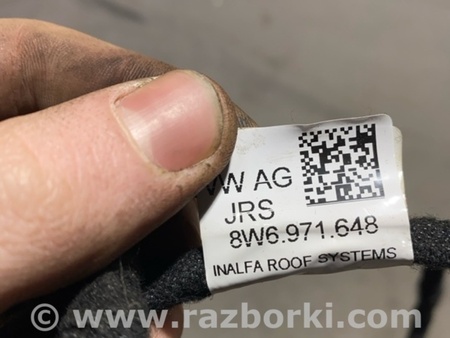 VW AG
JRS
8W6.971.648
INALFA ROOF SYSTEMS
© www.razborki.com